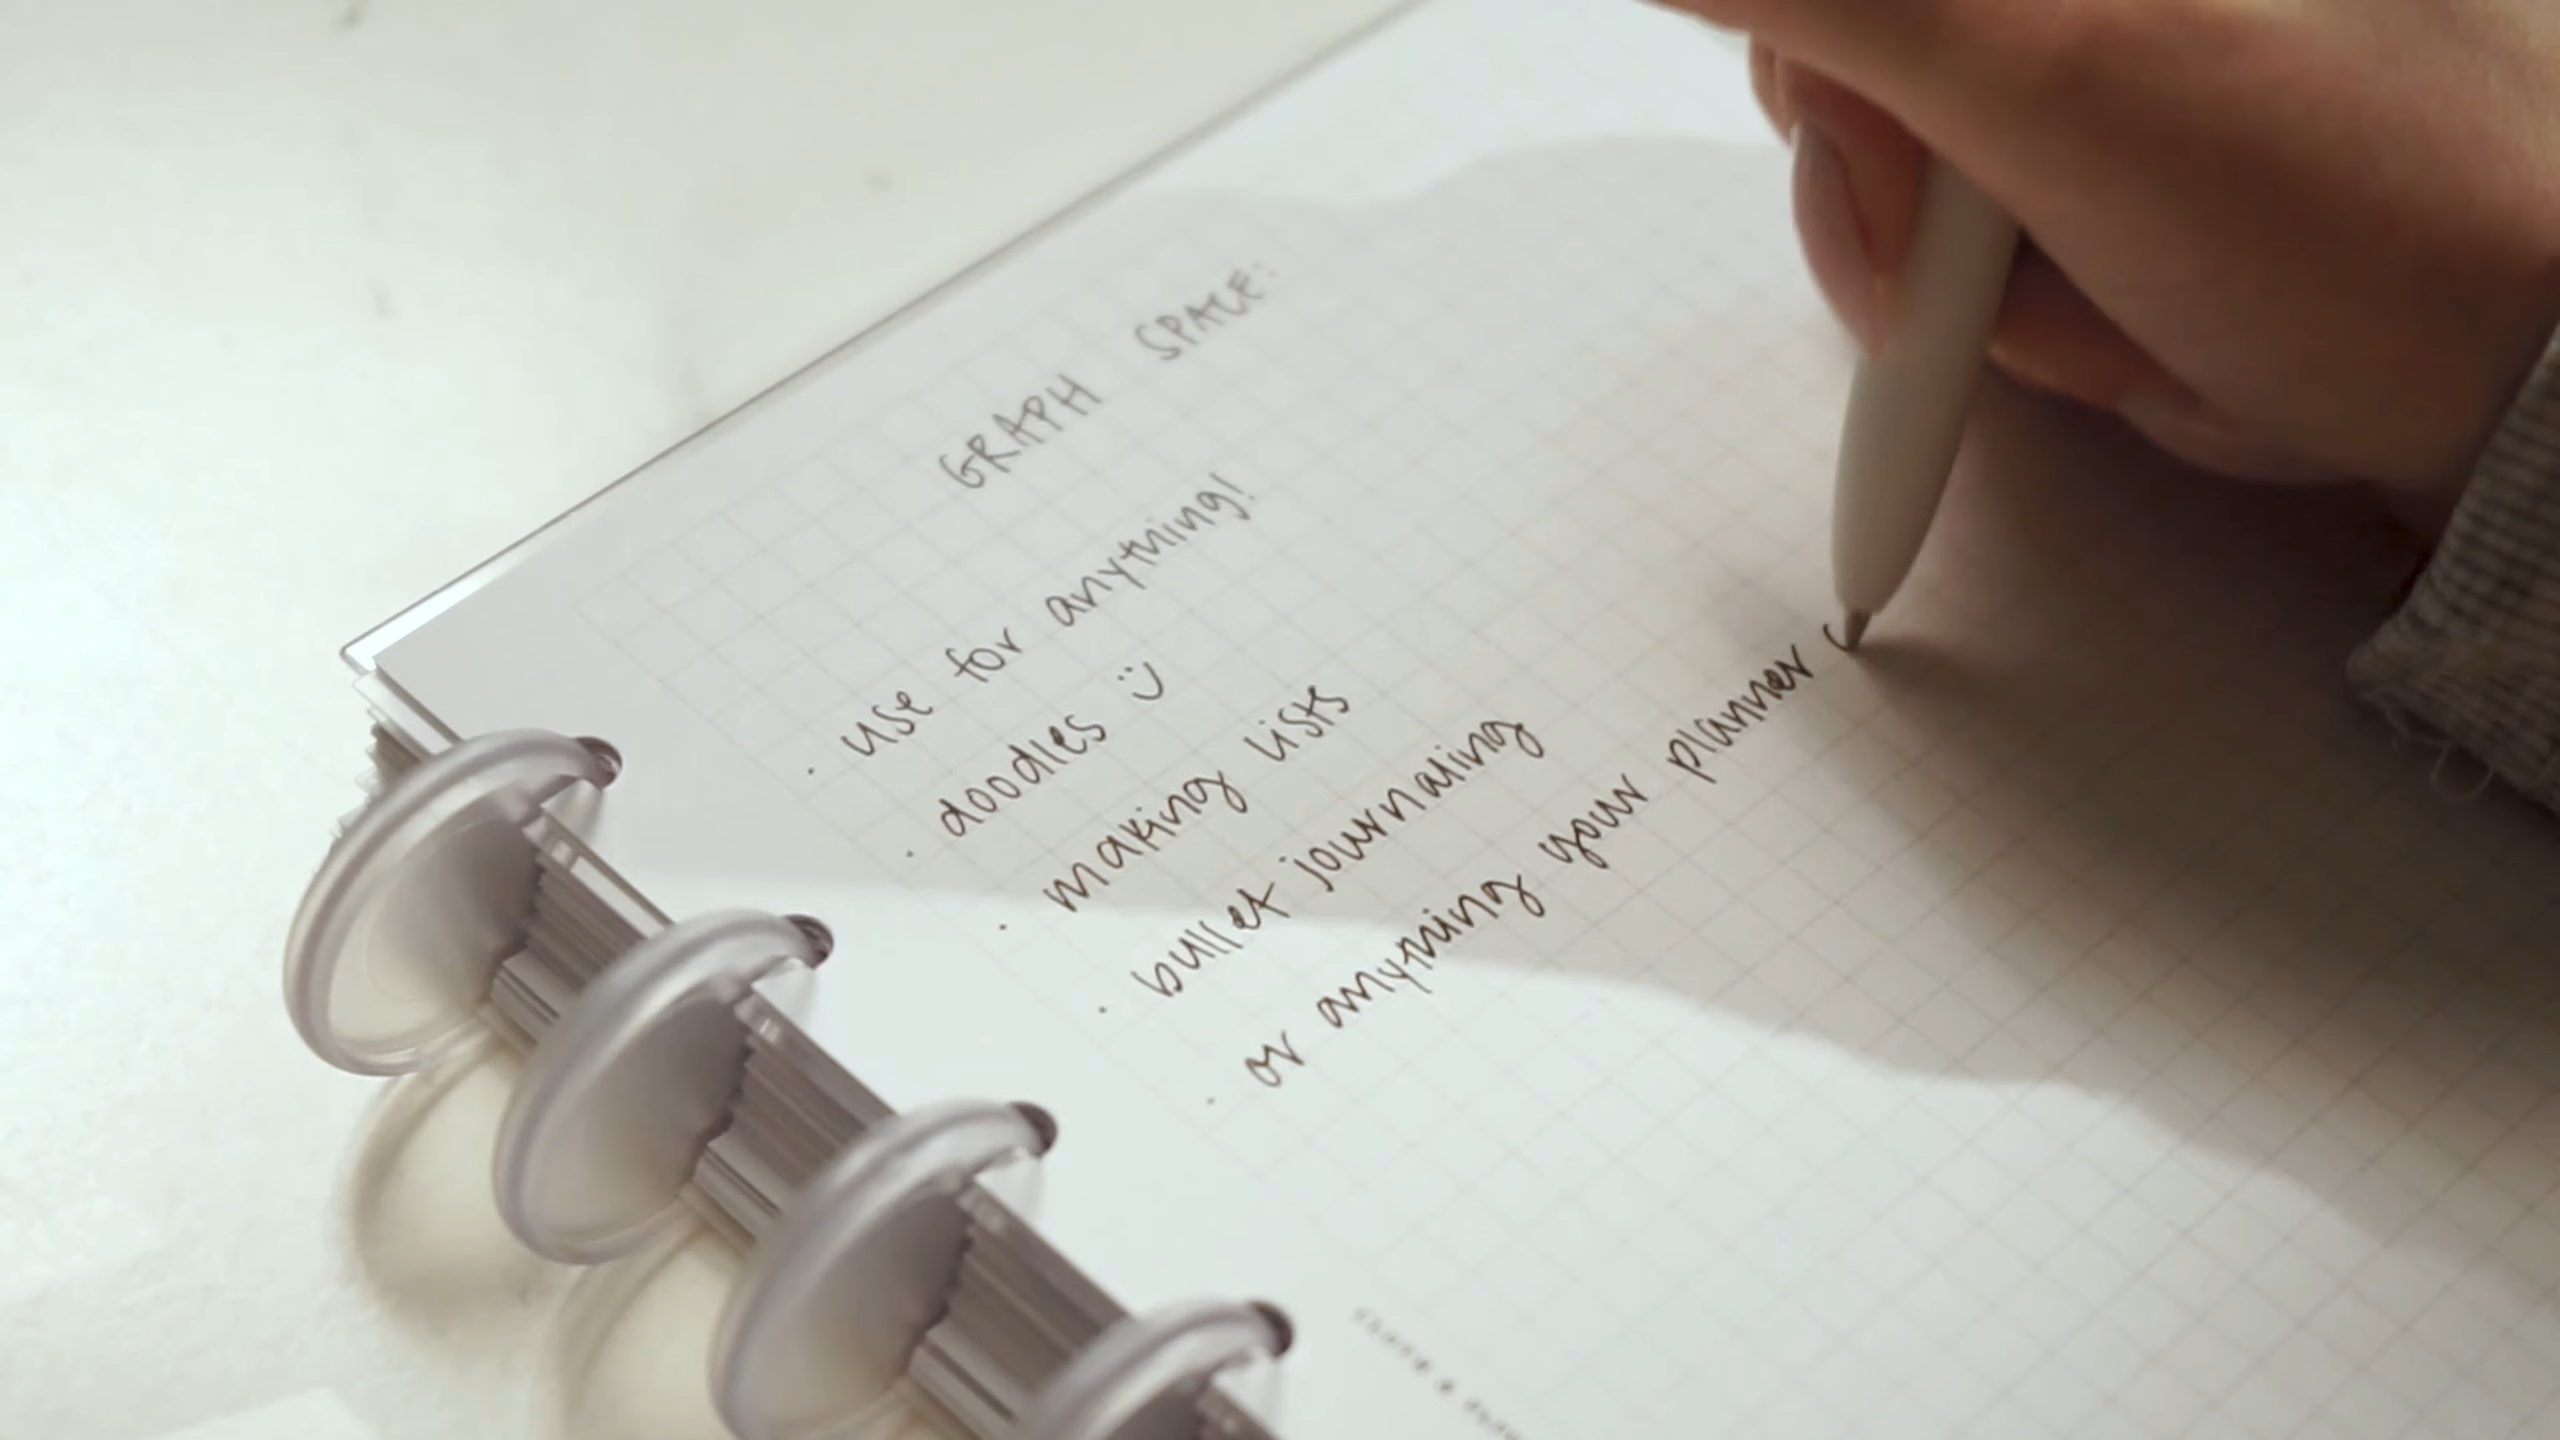 GRAPH SPACE:
· use for anything!
· doodles :)
· making lists
· bullet journaling
· or anything your planner